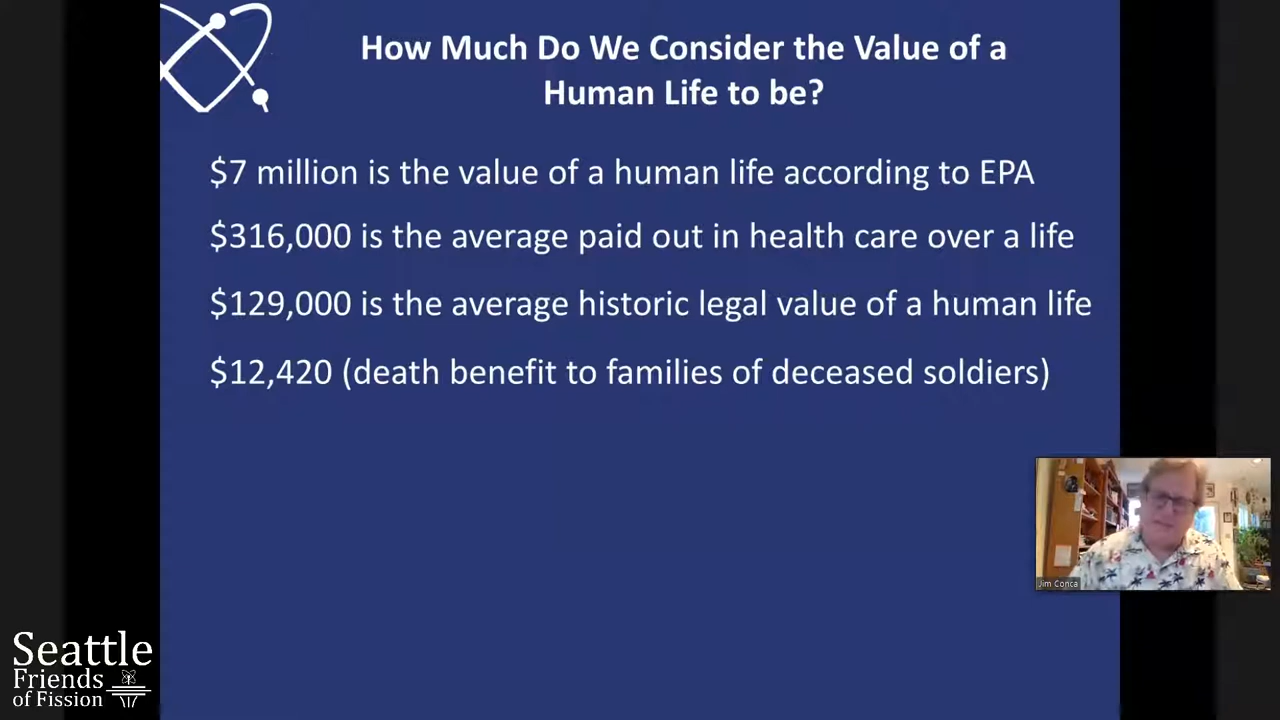 How Much Do We Consider the Value of a
Human Life to be?
$7 million is the value of a human life according to EPA
$316,000 is the average paid out in health care over a life
$129,000 is the average historic legal value of a human life
$12,420 (death benefit to families of deceased soldiers)
Jim Conca
Seattle
Friends
of Fission